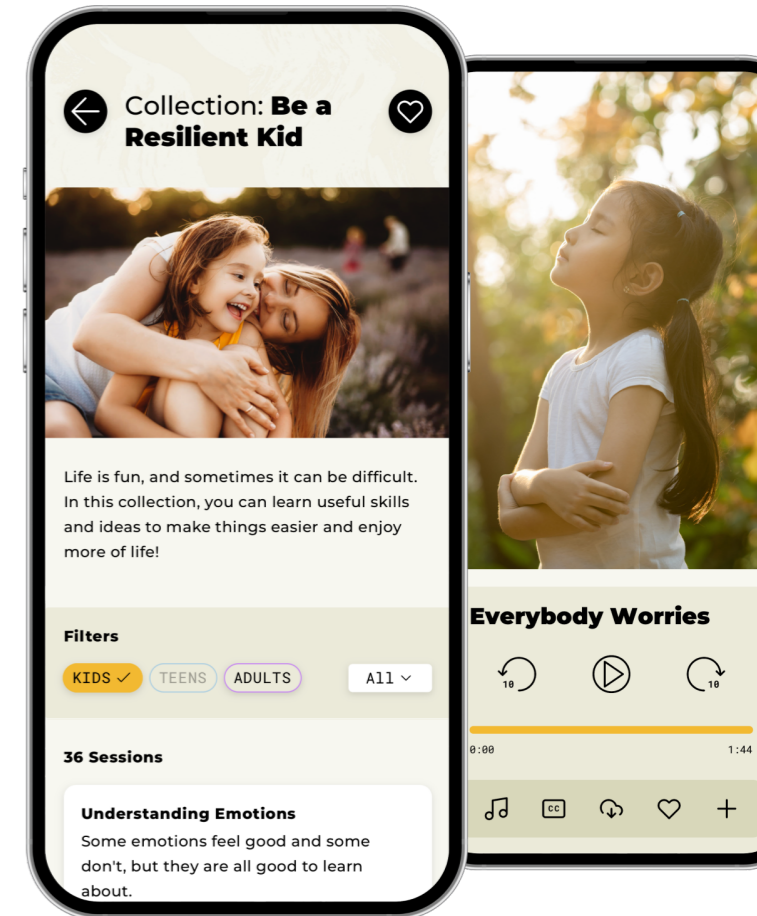 Collection: Be a
Resilient Kid
Life is fun, and sometimes it can be difficult.
In this collection, you can learn useful skills
and ideas to make things easier and enjoy
more of life!
Filters
KIDS
TEENS
ADULTS
All
36 Sessions
Understanding Emotions
Some emotions feel good and some
don't, but they are all good to learn
about.
Everybody Worries
10
10
0:00
1:44
CC